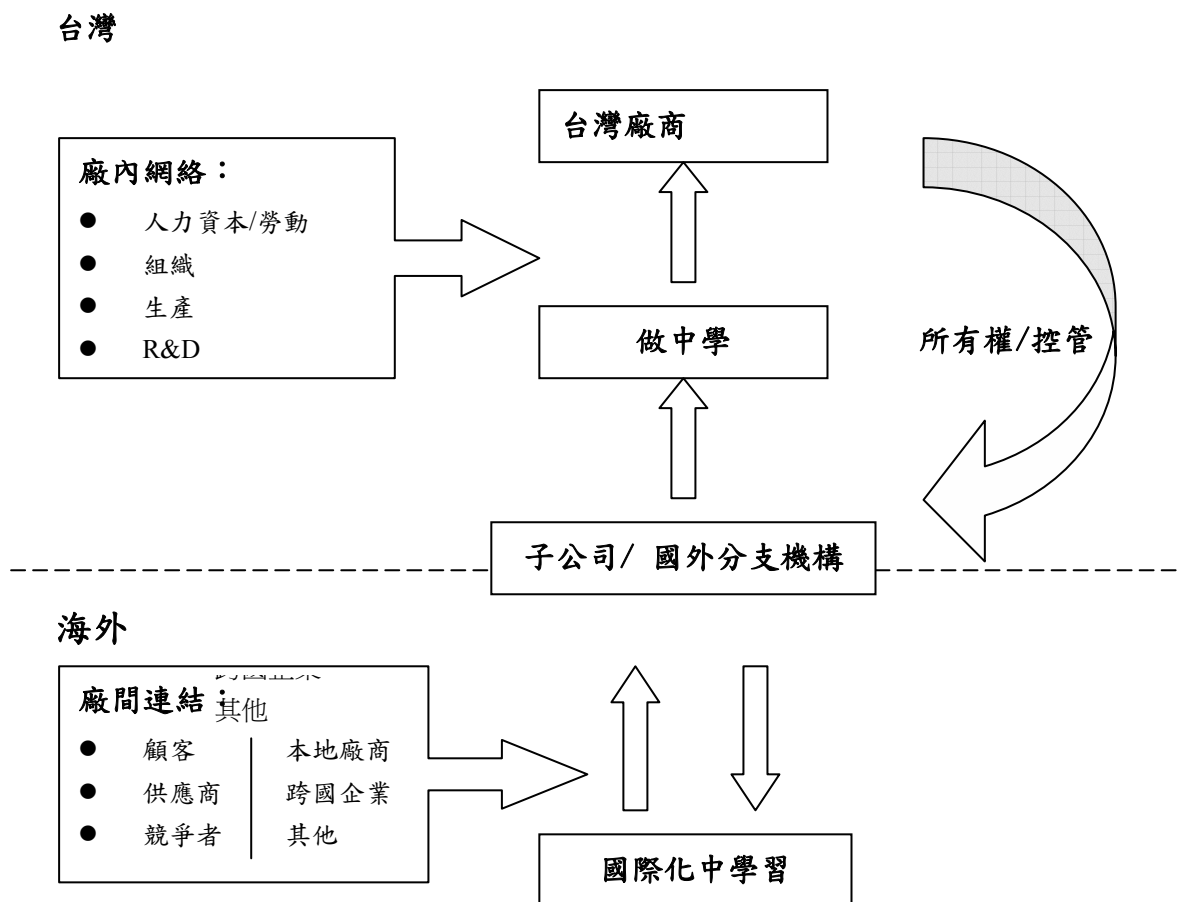 台灣
台灣廠商
廠內網絡：
● 人力資本/勞動
● 組織
● 生產
● R&D
做中學
所有權/控管
子公司/ 國外分支機構
海外
廠間連結：
其他
● 顧客 本地廠商
● 供應商 跨國企業
● 競爭者 其他
國際化中學習